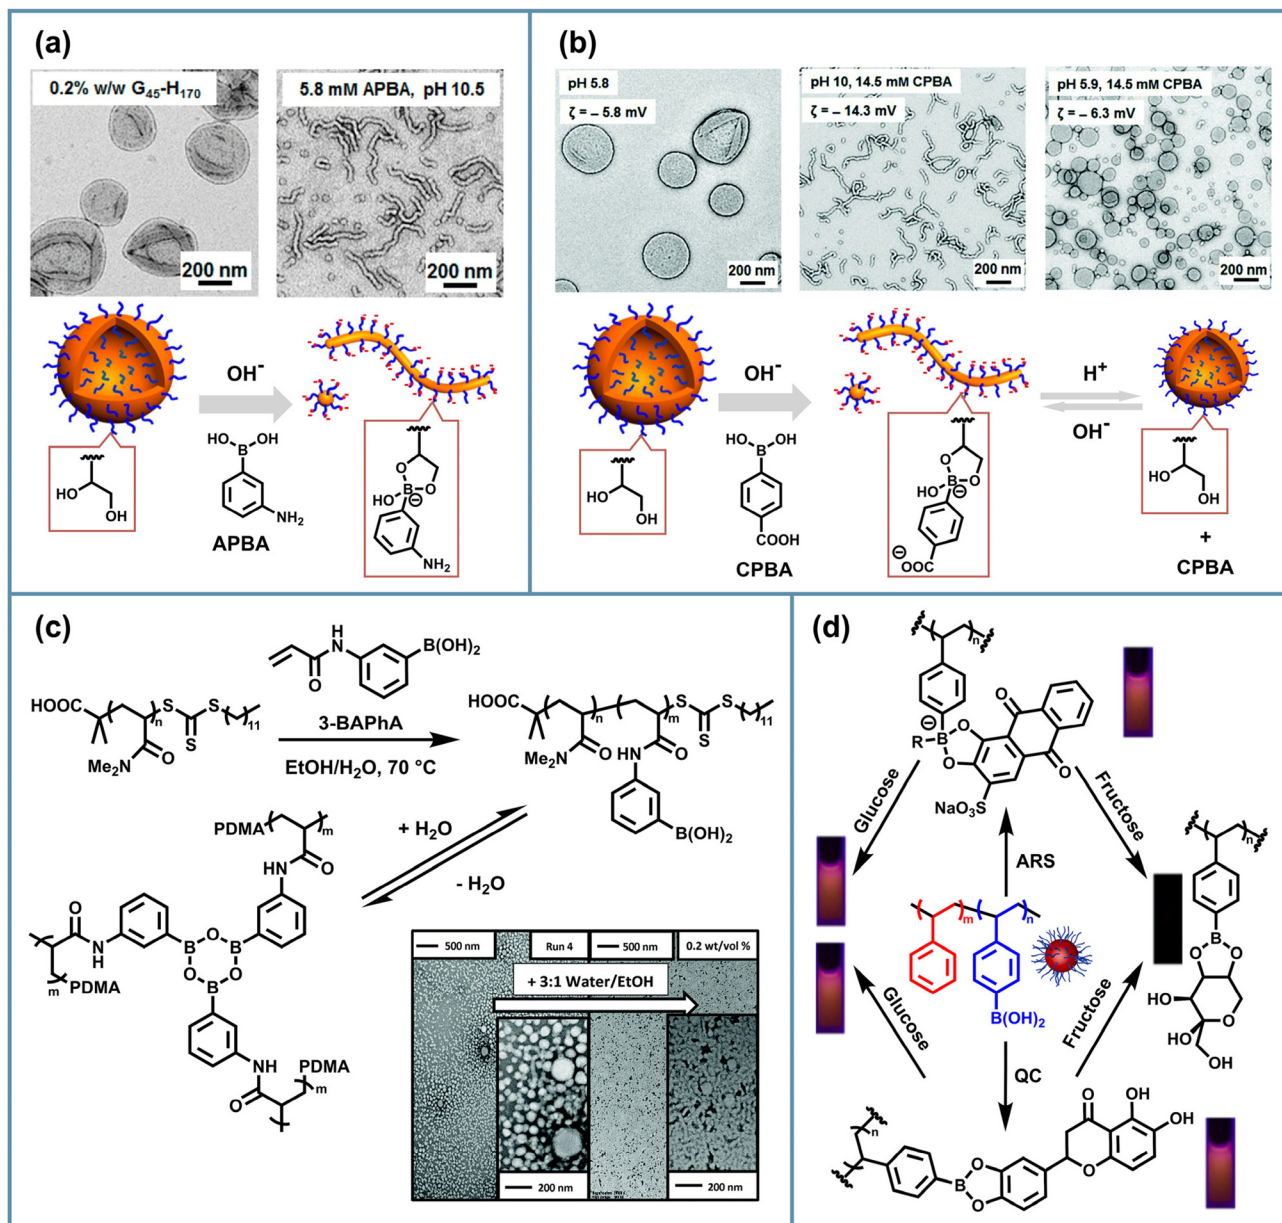 (a)
0.2% w/w G₄₅-H₁₇₀
5.8 mM APBA, pH 10.5
200 nm
200 nm
OH⁻
HO
OH
B
NH₂
APBA
HO
OH
O
B
O
HO
⊖
NH₂
(b)
pH 5.8
ζ = – 5.8 mV
pH 10, 14.5 mM CPBA
ζ = – 14.3 mV
pH 5.9, 14.5 mM CPBA
ζ = – 6.3 mV
200 nm
200 nm
200 nm
OH⁻
H⁺
OH⁻
HO
OH
B
COOH
CPBA
HO
OH
O
B
O
HO
⊖
⊖
OOC
HO
OH
+
CPBA
(c)
H
N
O
B(OH)₂
3-BAPhA
EtOH/H₂O, 70 °C
HOOC
n
S
S
S
11
Me₂N
O
HOOC
n
m
S
S
S
11
Me₂N
O
HN
O
B(OH)₂
+ H₂O
- H₂O
PDMA
m
O
NH
O
H
N
B
O
B
O
O
B
m
PDMA
NH
O
PDMA
m
500 nm
Run 4
500 nm
0.2 wt/vol %
+ 3:1 Water/EtOH
200 nm
200 nm
(d)
n
R
B
⊖
O
O
O
O
NaO₃S
Glucose
Fructose
ARS
m
n
B(OH)₂
Glucose
Fructose
QC
n
B
O
O
HO
O
HO
OH
n
B
O
O
O
O
OH
OH